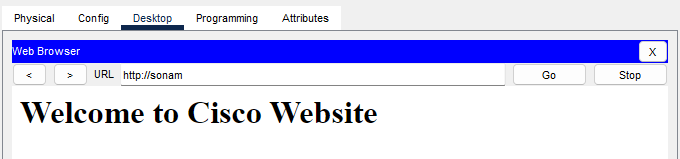 Physical Config Desktop Programming Attributes
Web Browser X
< > URL http://sonam Go Stop
Welcome to Cisco Website